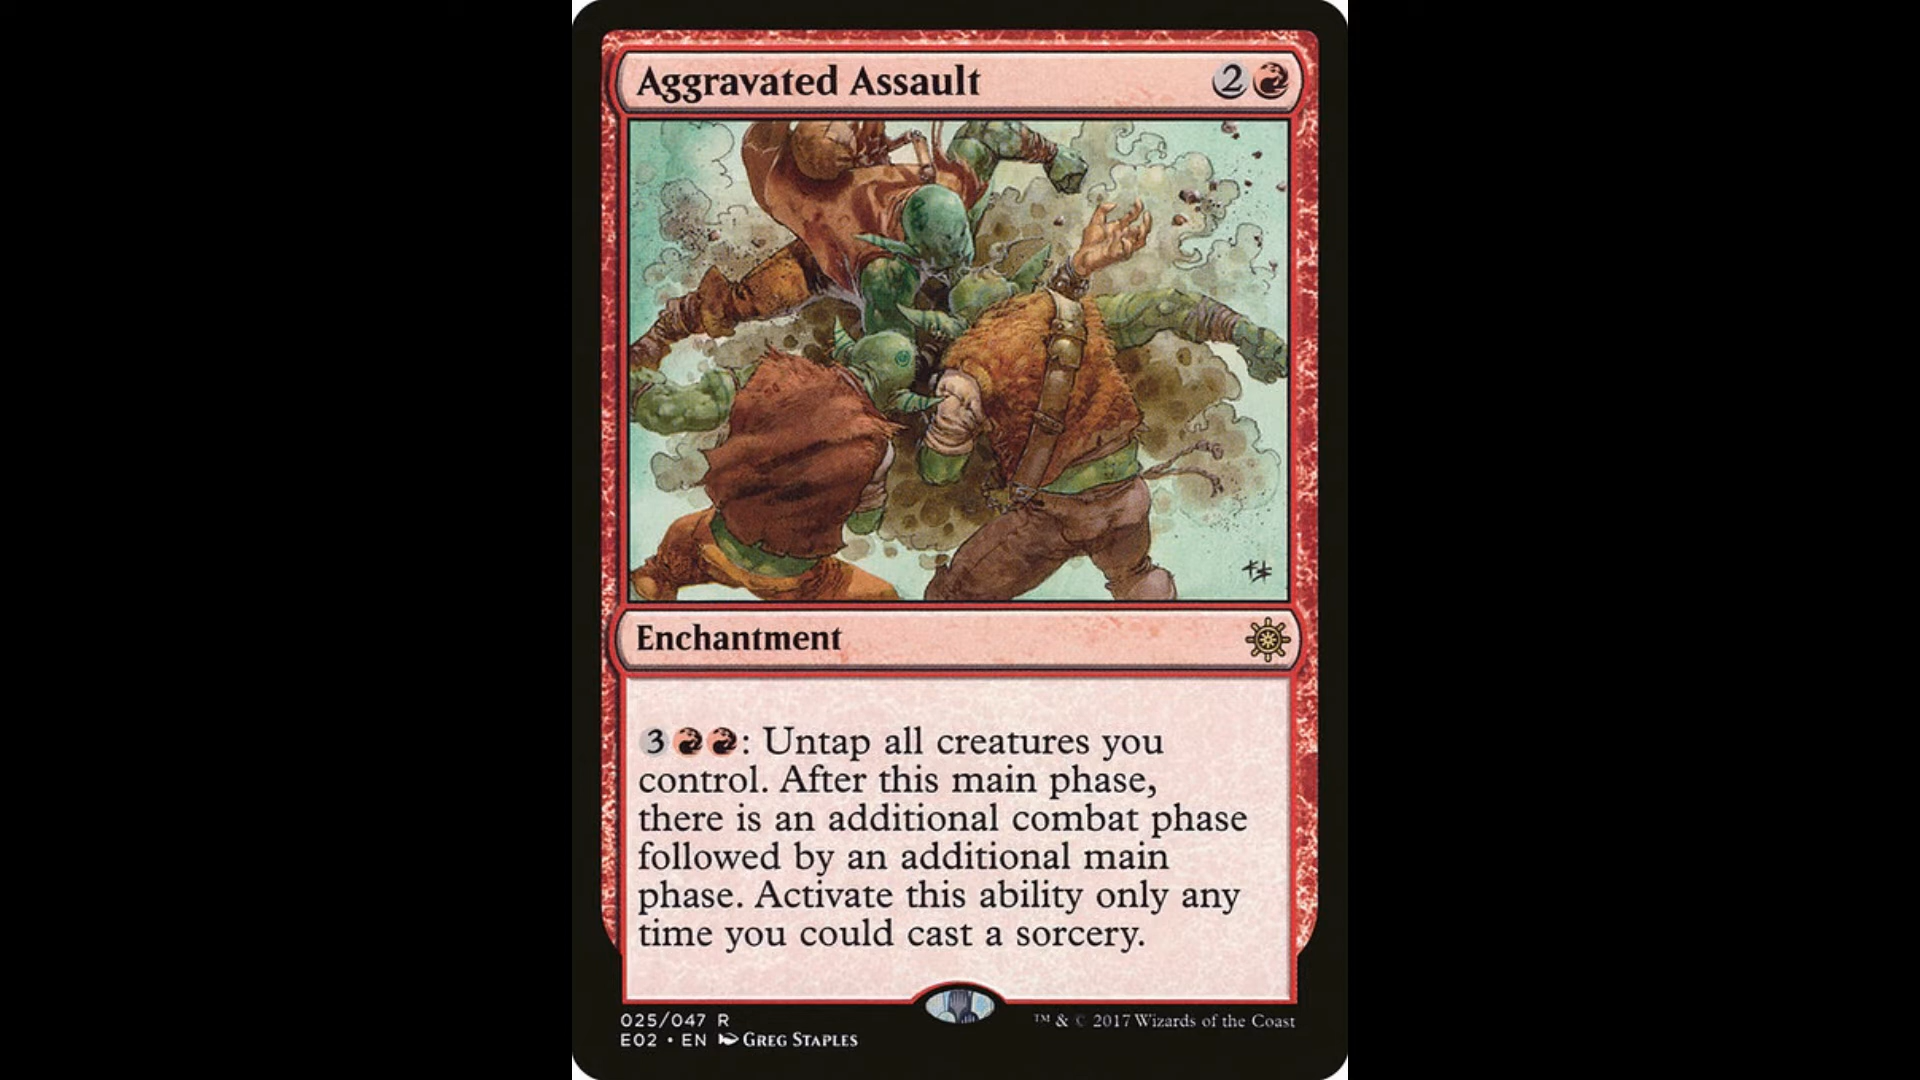 Aggravated Assault 2
Enchantment
3: Untap all creatures you
control. After this main phase,
there is an additional combat phase
followed by an additional main
phase. Activate this ability only any
time you could cast a sorcery.
025/047 R
E02 • EN GREG STAPLES
™ & © 2017 Wizards of the Coast